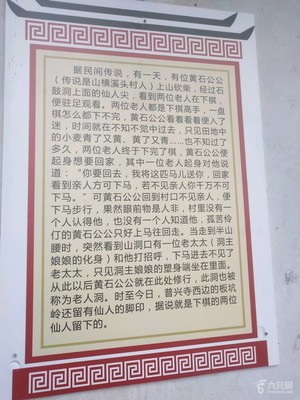 据民间传说，有一天，有位黄石公公
（传说是山横溪头村人）上山砍柴，经过石
鼓洞上面的仙人尖，看到两位老人在下棋，
便驻足观看。两位老人都是下棋高手，一盘
棋怎么都下不完，黄石公公看着看着便入了
迷，时间就在不知不觉中过去，只见田地中
的小麦青了又黄、黄了又青……也不知过了
多久，两位老人终于下完了棋，黄石公公便
起身想要回家，其中一位老人起身对他说
道：“你要回去，我将这匹马儿送你，回家
看到亲人方可下马，若不见亲人你千万不可
下马。”可黄石公公回到村口不见亲人，便
下马步行，果然眼前物是人非，村里没有一
个人认得他，也没有一个人知道他，孤苦伶
仃的黄石公公只好上马往回走。当走到半山
腰时，突然看到山洞口有一位老太太（洞主
娘娘的化身）和他打招呼，下马进去不见了
老太太，只见洞主娘娘的塑身端坐在里面。
从此以后黄石公公就在此处修行，此洞也被
称为老人洞。时至今日，普兴寺西边的板坑
岭还留有仙人的脚印，据说就是下棋的两位
仙人留下的。
六只脚